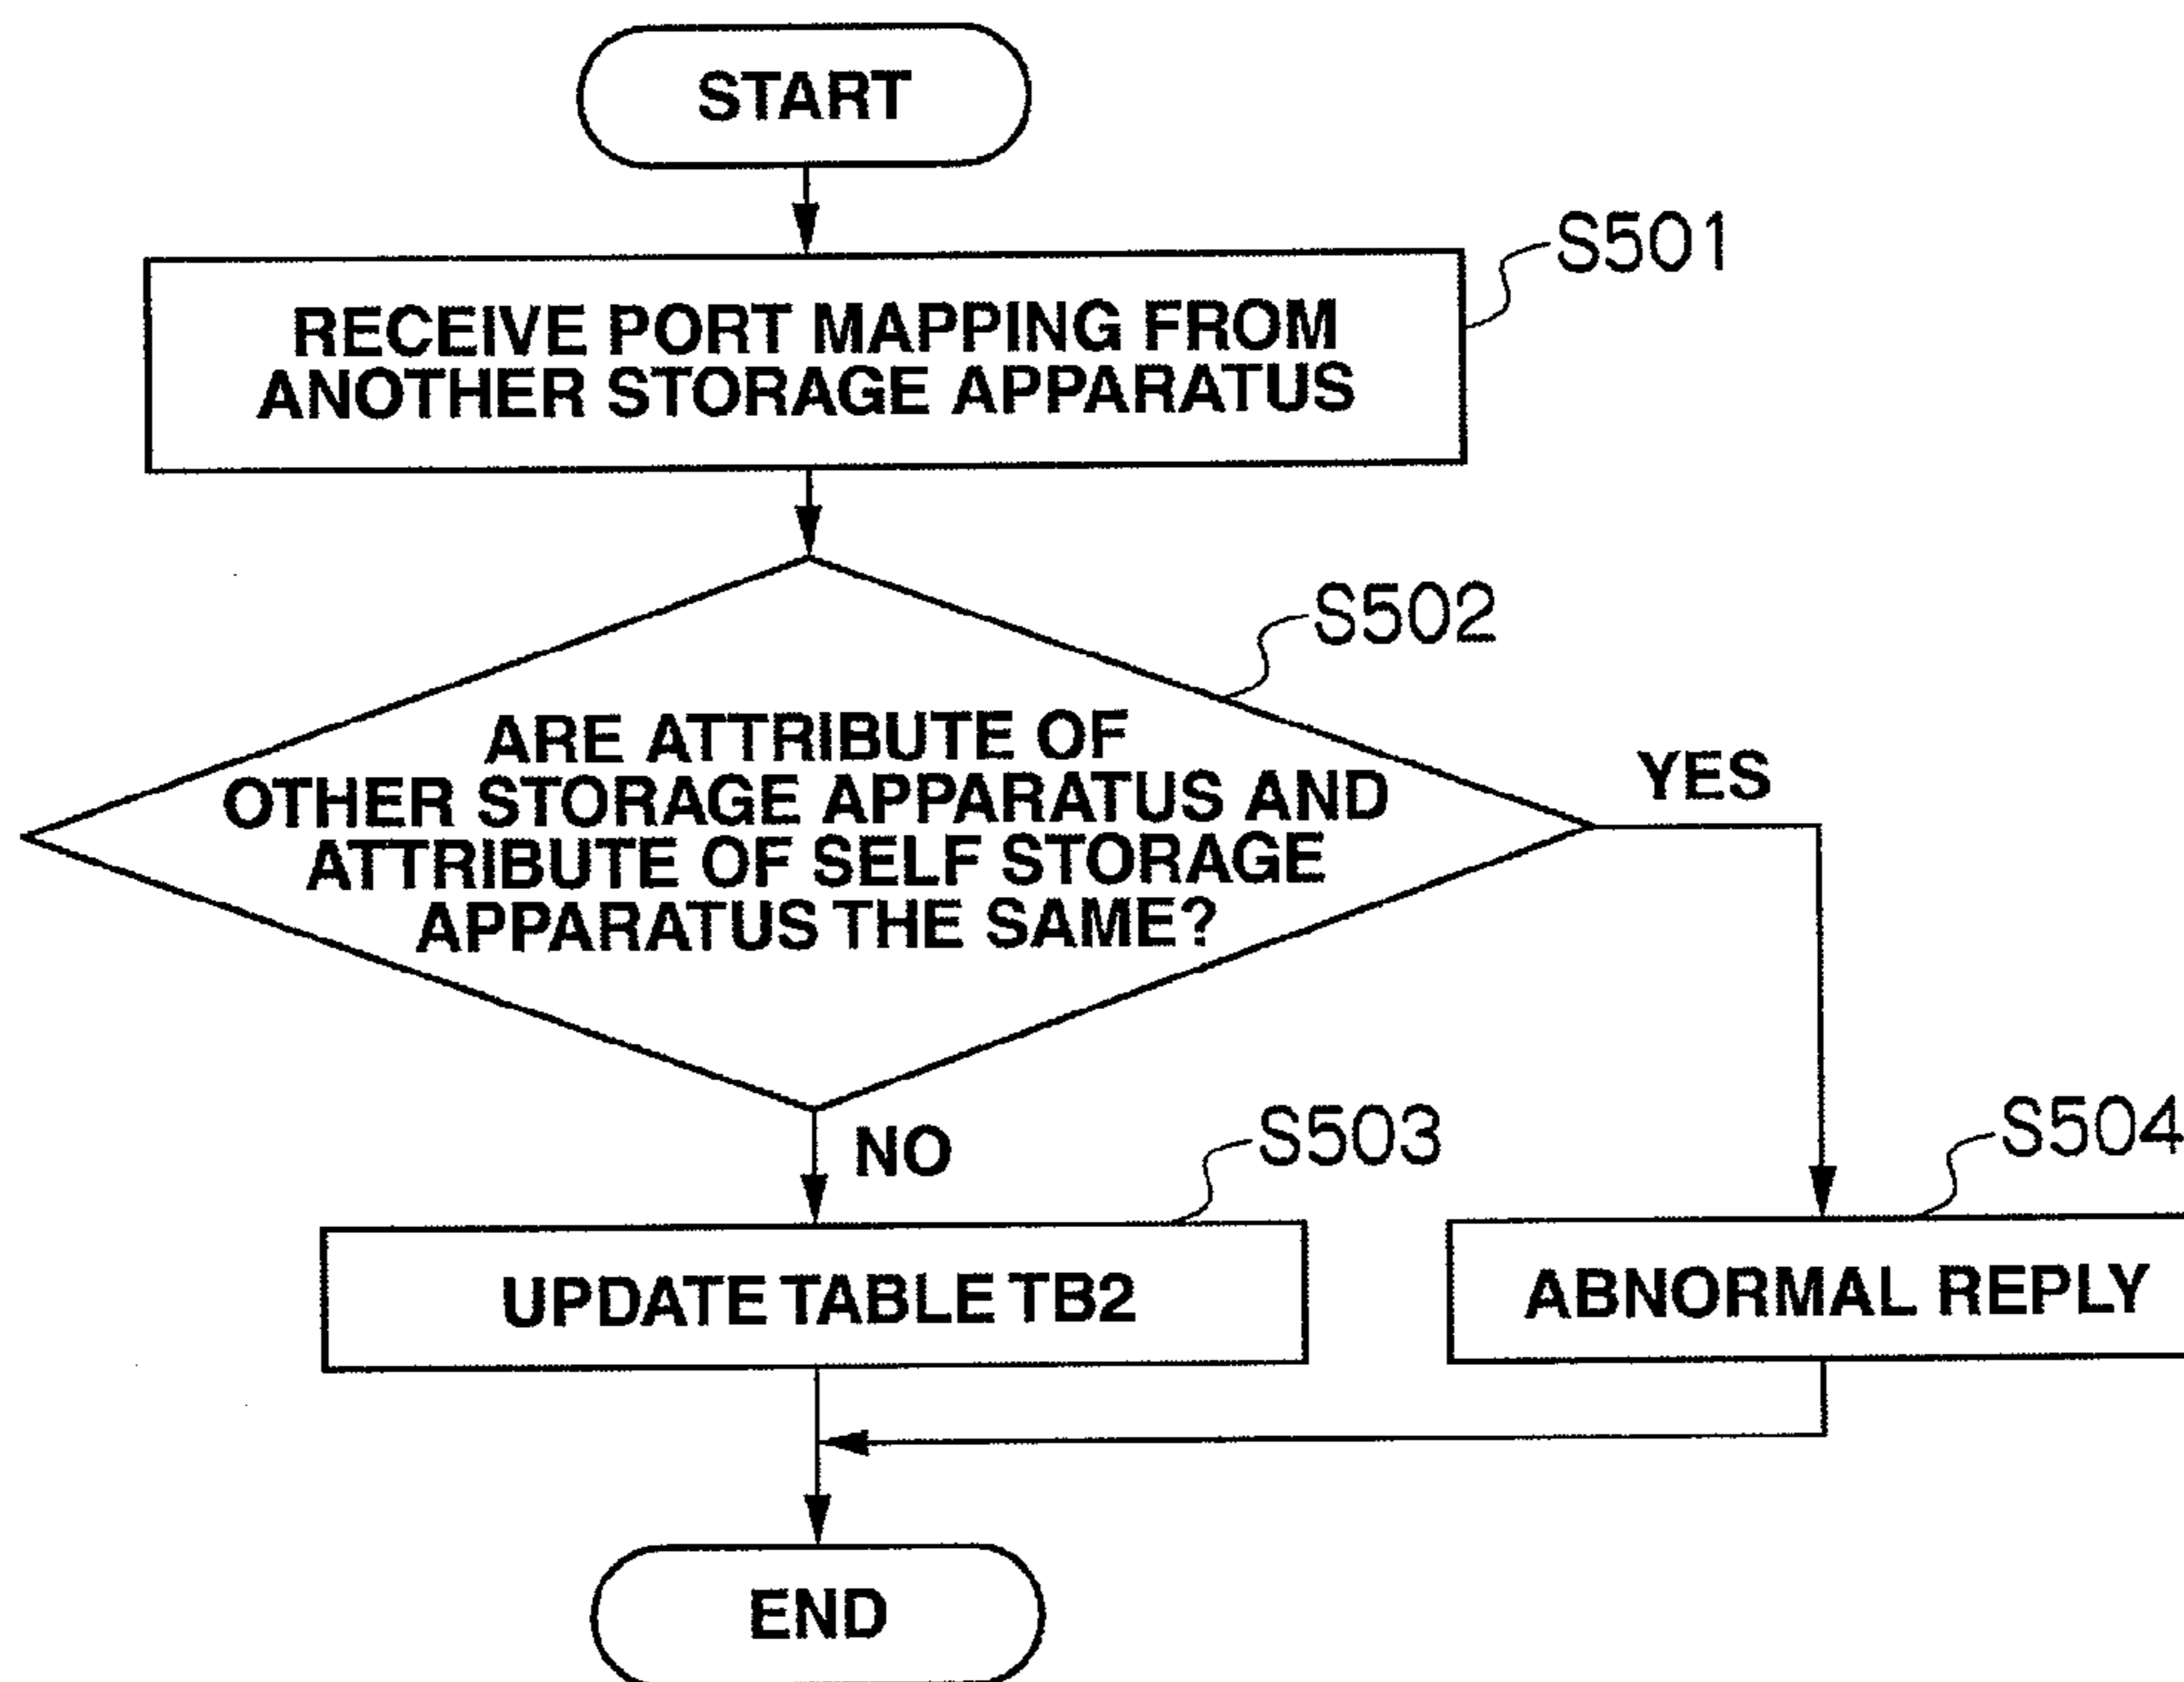 START
S501
RECEIVE PORT MAPPING FROM
ANOTHER STORAGE APPARATUS
S502
ARE ATTRIBUTE OF
OTHER STORAGE APPARATUS AND
ATTRIBUTE OF SELF STORAGE
APPARATUS THE SAME?
YES
NO
S503
S504
UPDATE TABLE TB2
ABNORMAL REPLY
END